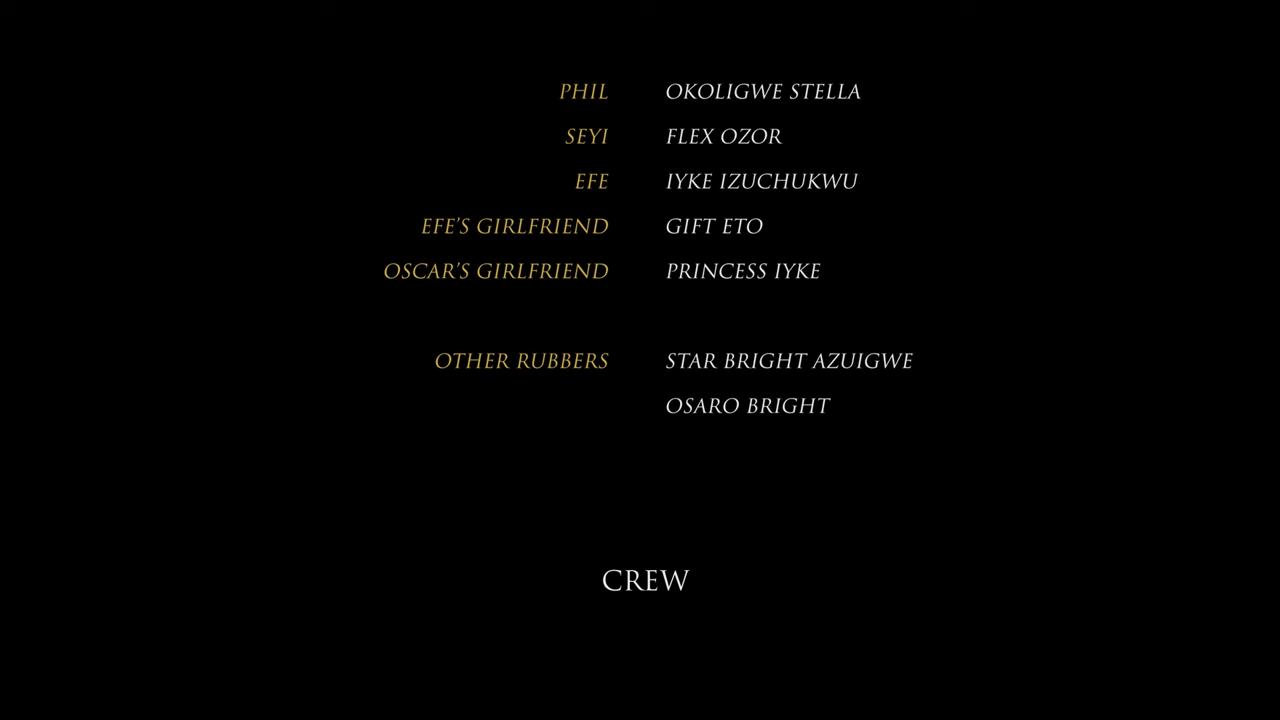 PHIL OKOLIGWE STELLA
SEYI FLEX OZOR
EFE IYKE IZUCHUKWU
EFE'S GIRLFRIEND GIFT ETO
OSCAR'S GIRLFRIEND PRINCESS IYKE
OTHER RUBBERS STAR BRIGHT AZUIGWE
OSARO BRIGHT
CREW